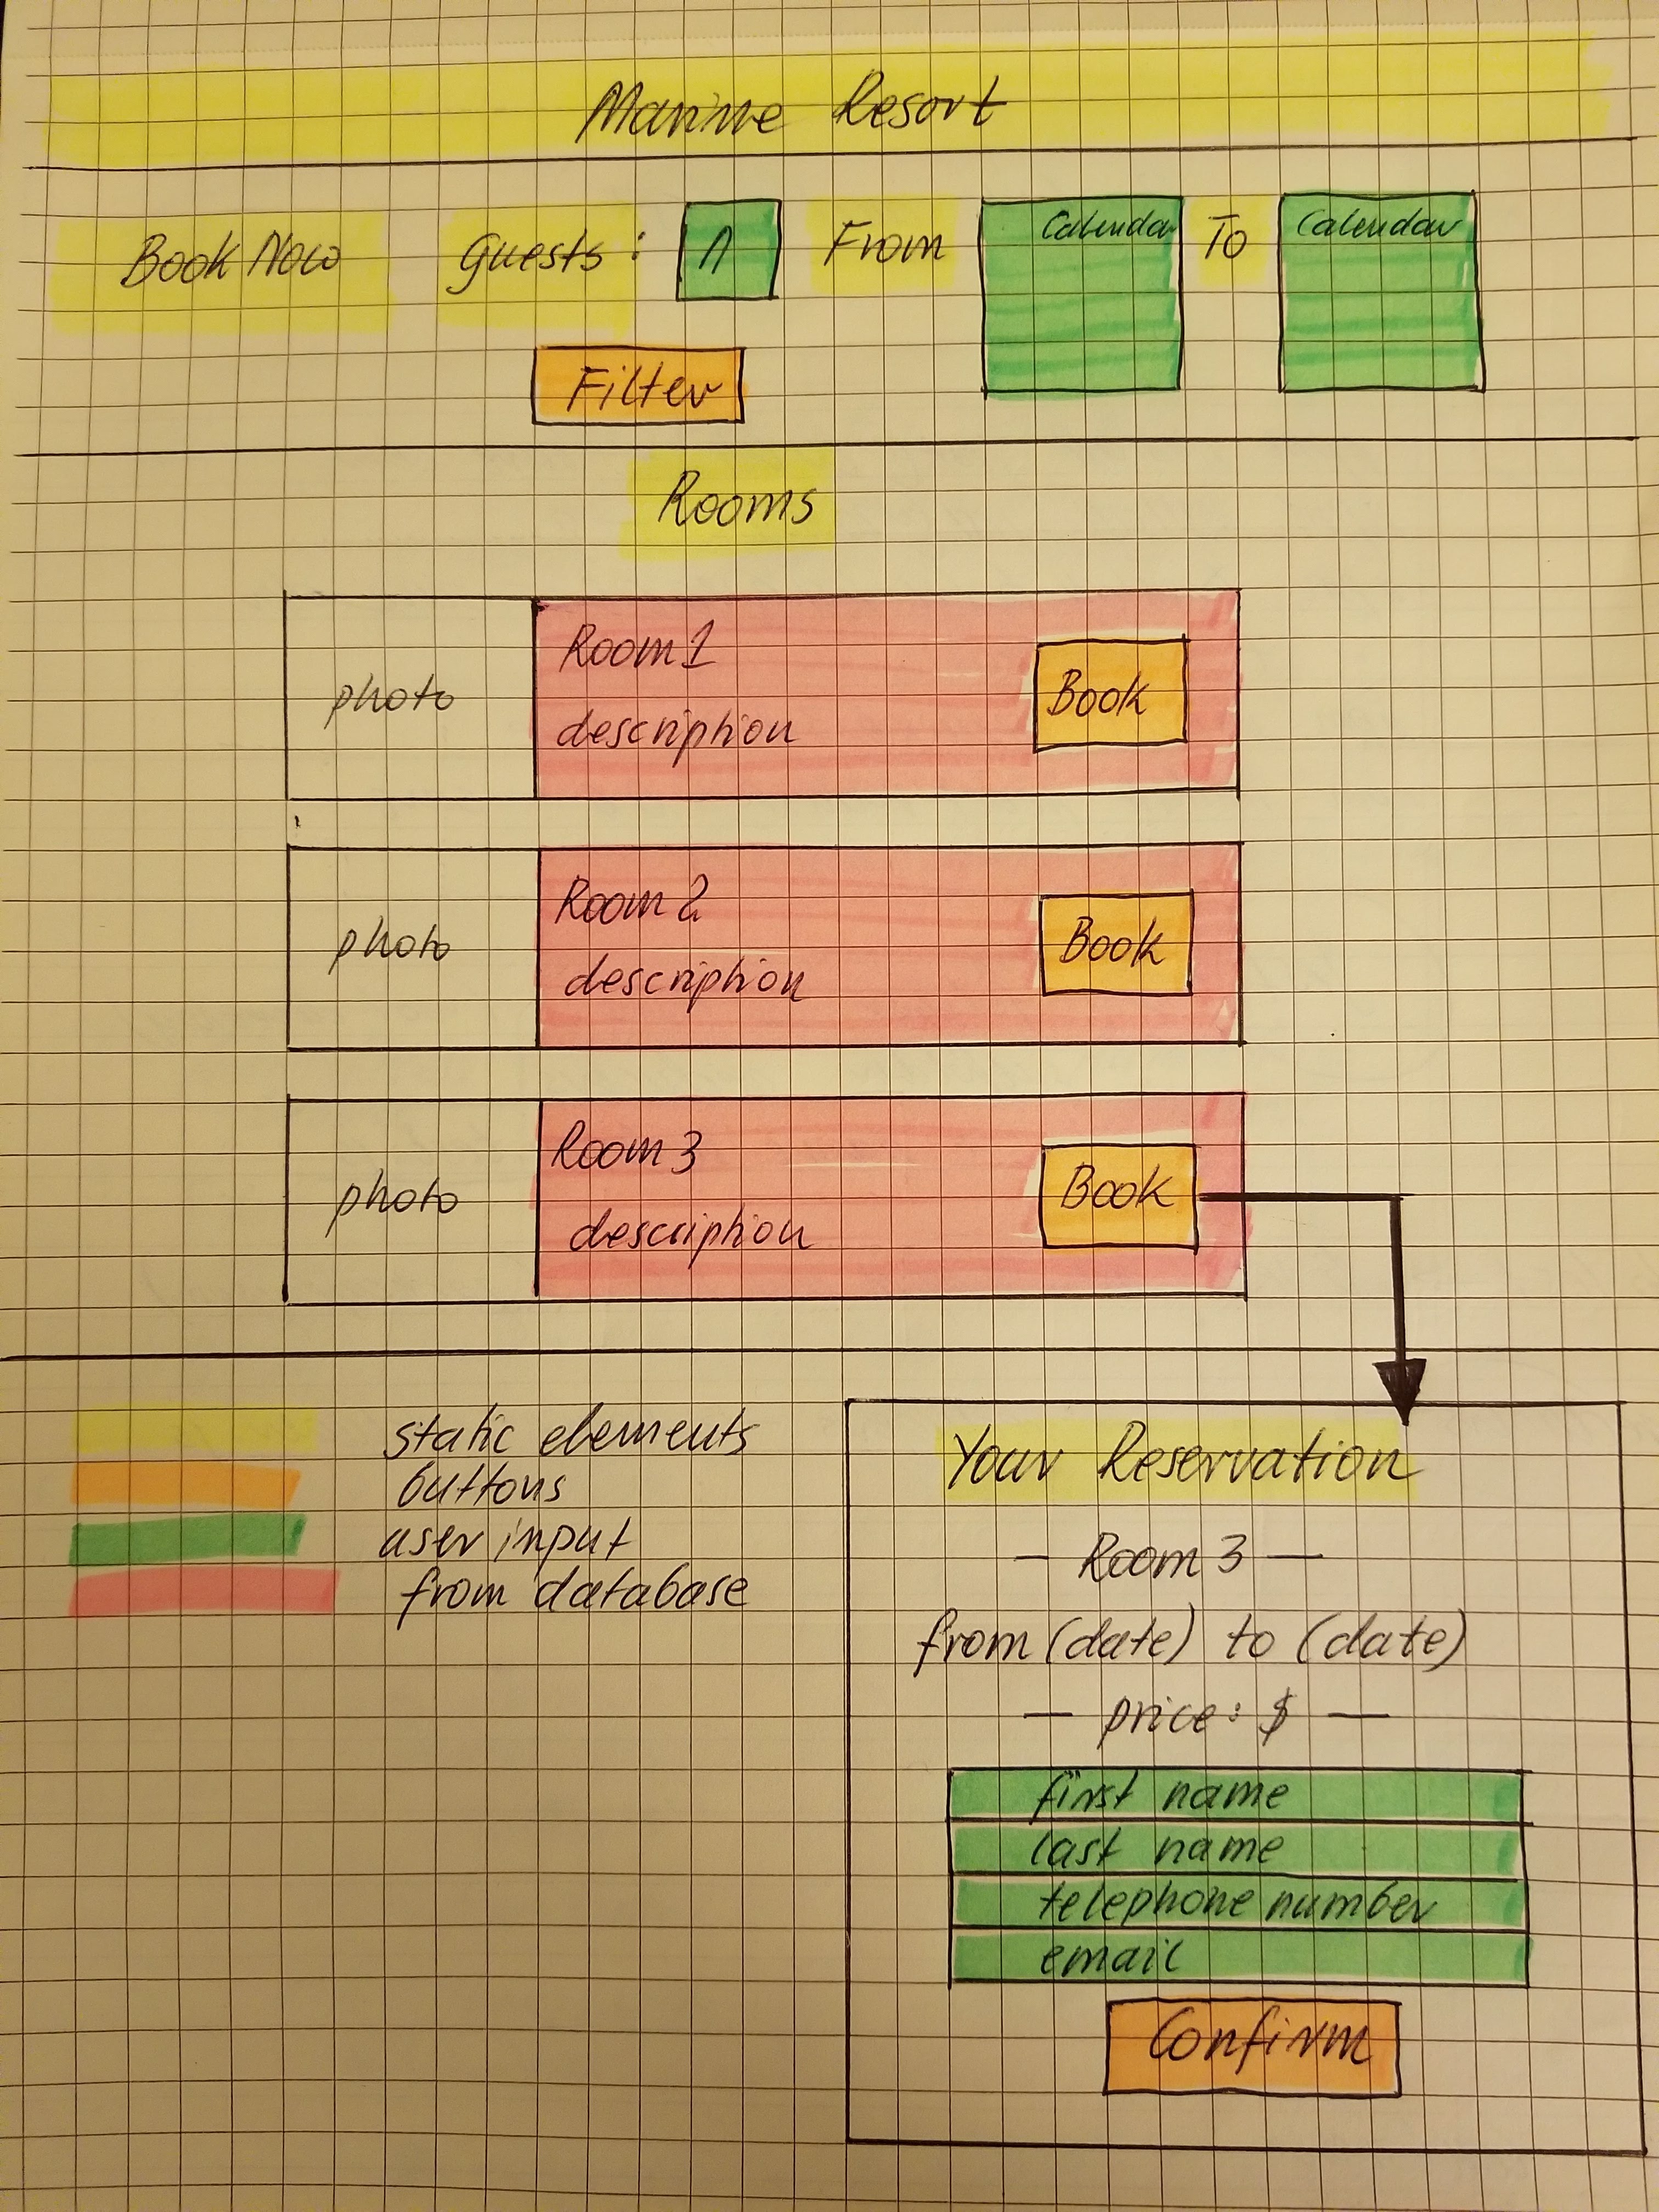 Marine Resort
Book Now Guests: n From Calendar To Calendar
Filter
Rooms
photo
Room 1
description
Book
photo
Room 2
description
Book
photo
Room 3
description
Book
static elements
buttons
user input
from database
Your Reservation
— Room 3 —
from (date) to (date)
— price: $ —
first name
last name
telephone number
email
Confirm